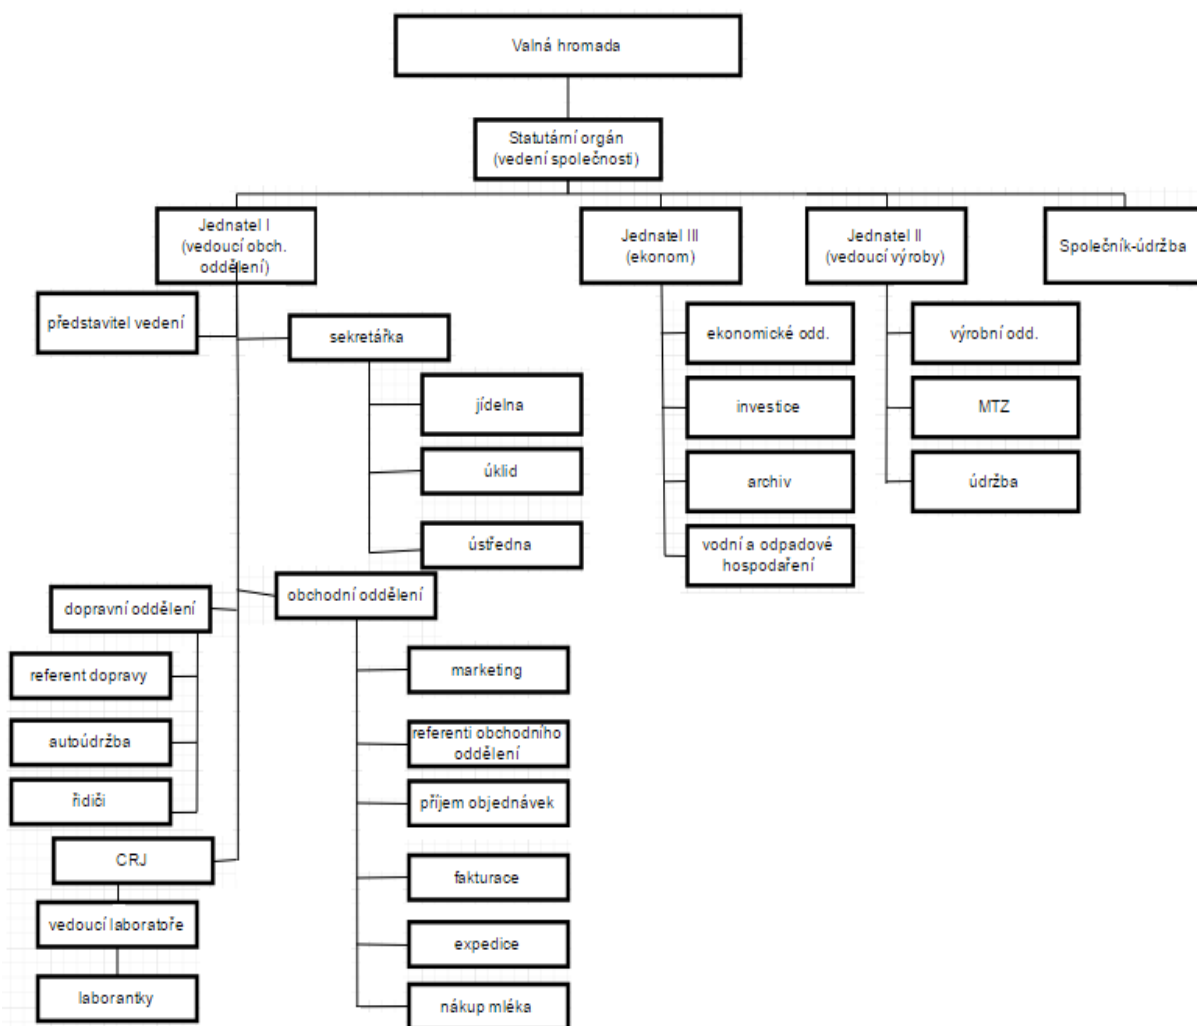 Valná hromada
Statutární orgán
(vedení společnosti)
Jednatel I
(vedoucí obch.
oddělení)
Jednatel III
(ekonom)
Jednatel II
(vedoucí výroby)
Společník-údržba
představitel vedení
sekretářka
jídelna
úklid
ústředna
ekonomické odd.
investice
archiv
vodní a odpadové
hospodaření
výrobní odd.
MTZ
údržba
dopravní oddělení
referent dopravy
autoúdržba
řidiči
obchodní oddělení
marketing
referenti obchodního
oddělení
příjem objednávek
fakturace
expedice
nákup mléka
CRJ
vedoucí laboratoře
laborantky